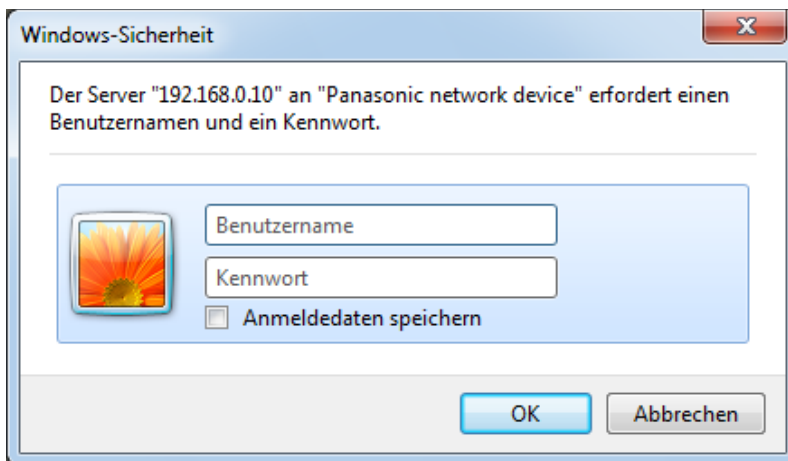 Windows-Sicherheit
Der Server "192.168.0.10" an "Panasonic network device" erfordert einen
Benutzernamen und ein Kennwort.
Benutzername
Kennwort
Anmeldedaten speichern
OK
Abbrechen